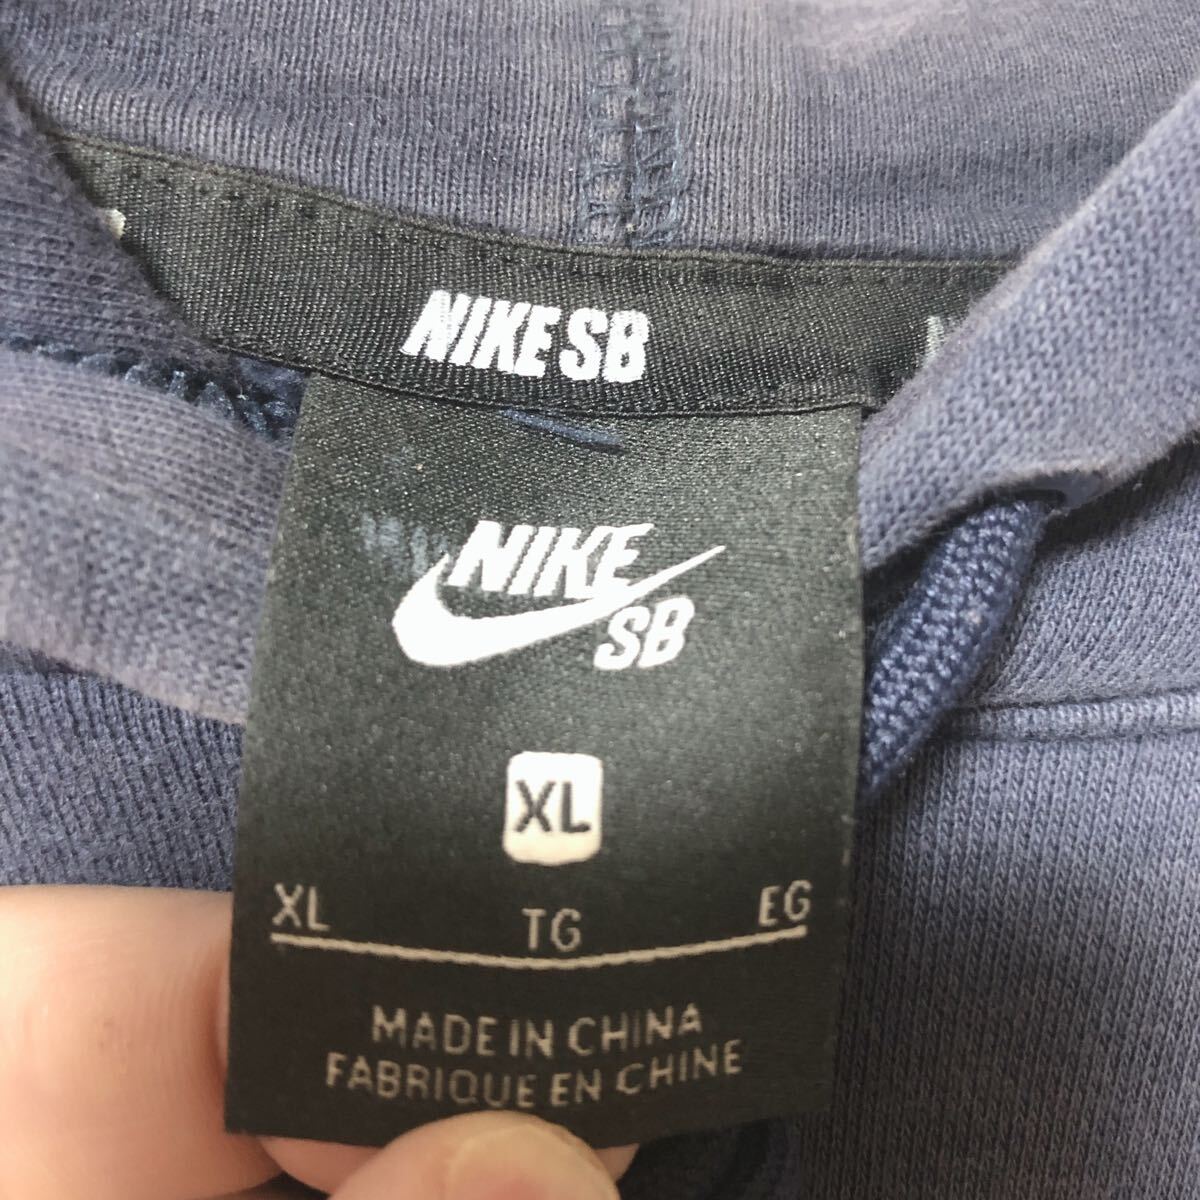 NIKE SB
NIKE
SB
XL
XL TG EG
MADE IN CHINA
FABRIQUE EN CHINE